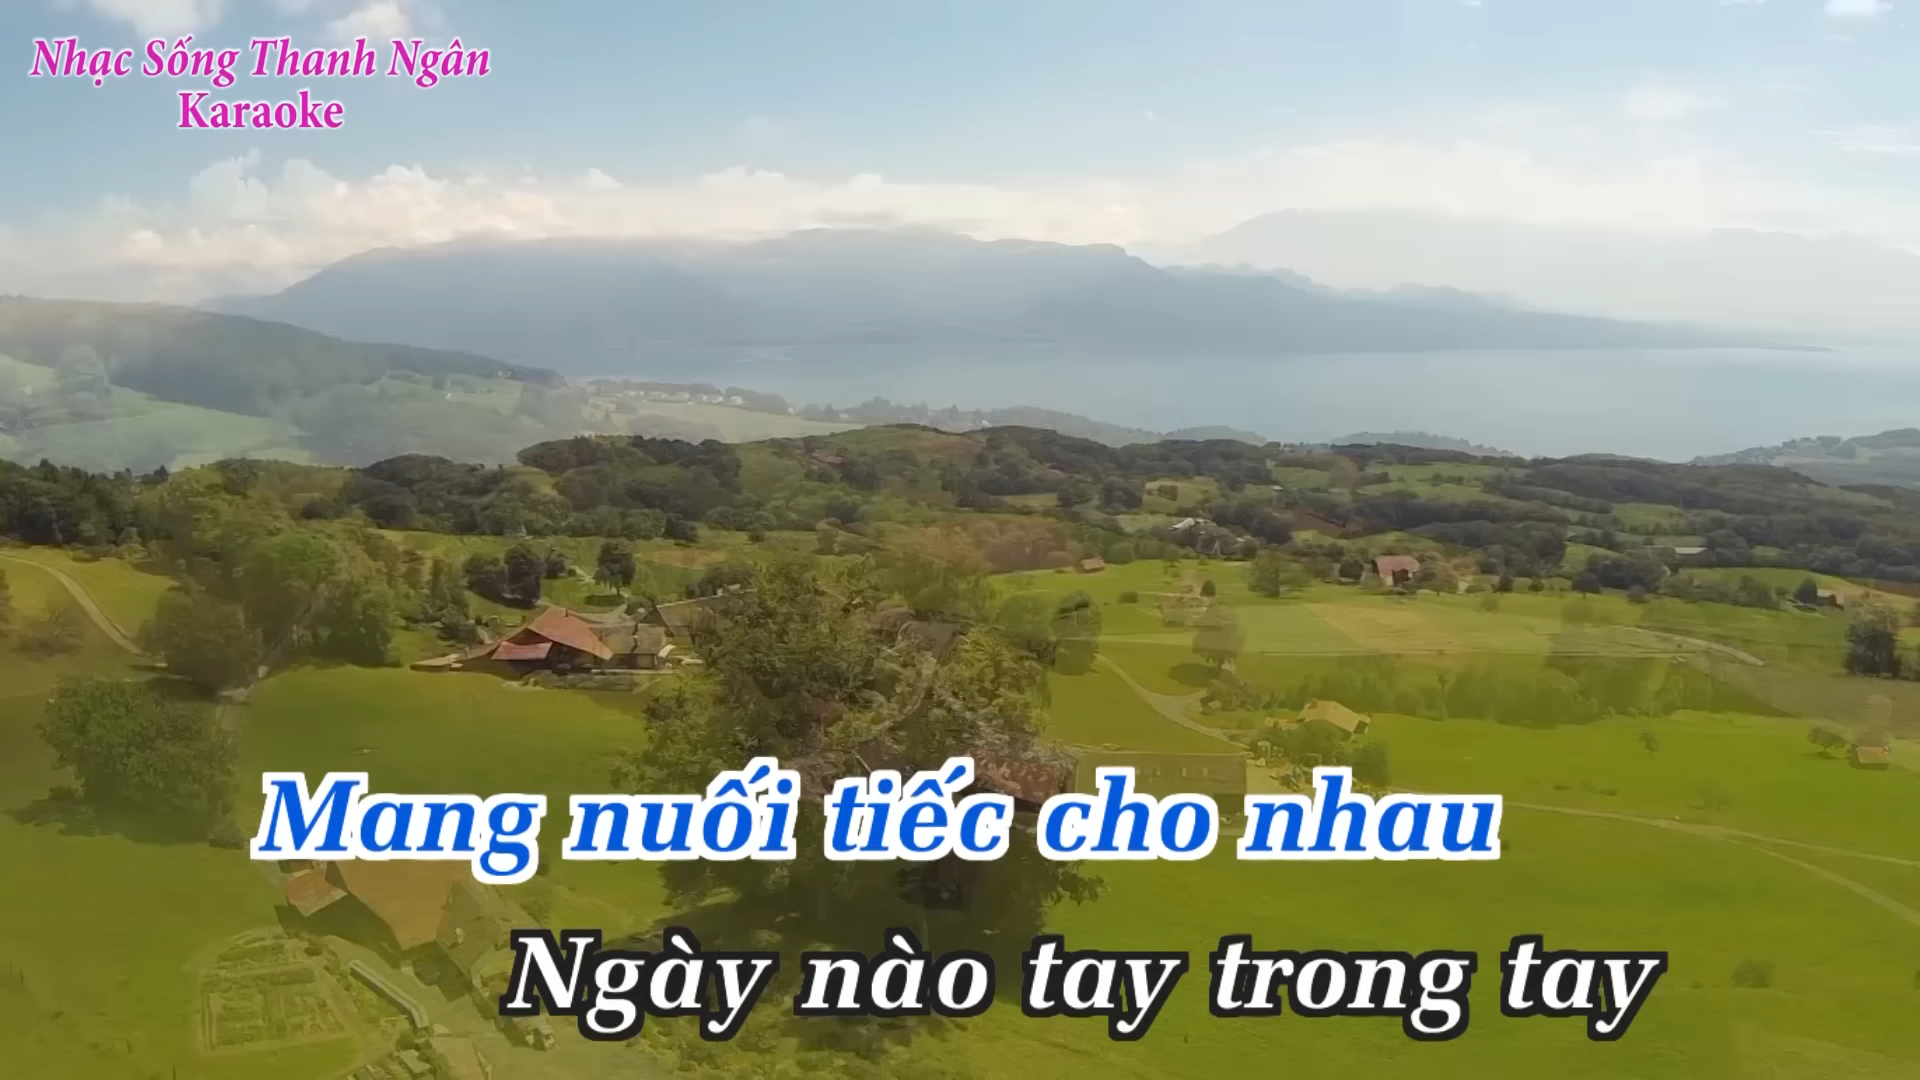 Nhạc Sống Thanh Ngân
Karaoke
Mang nuối tiếc cho nhau
Ngày nào tay trong tay